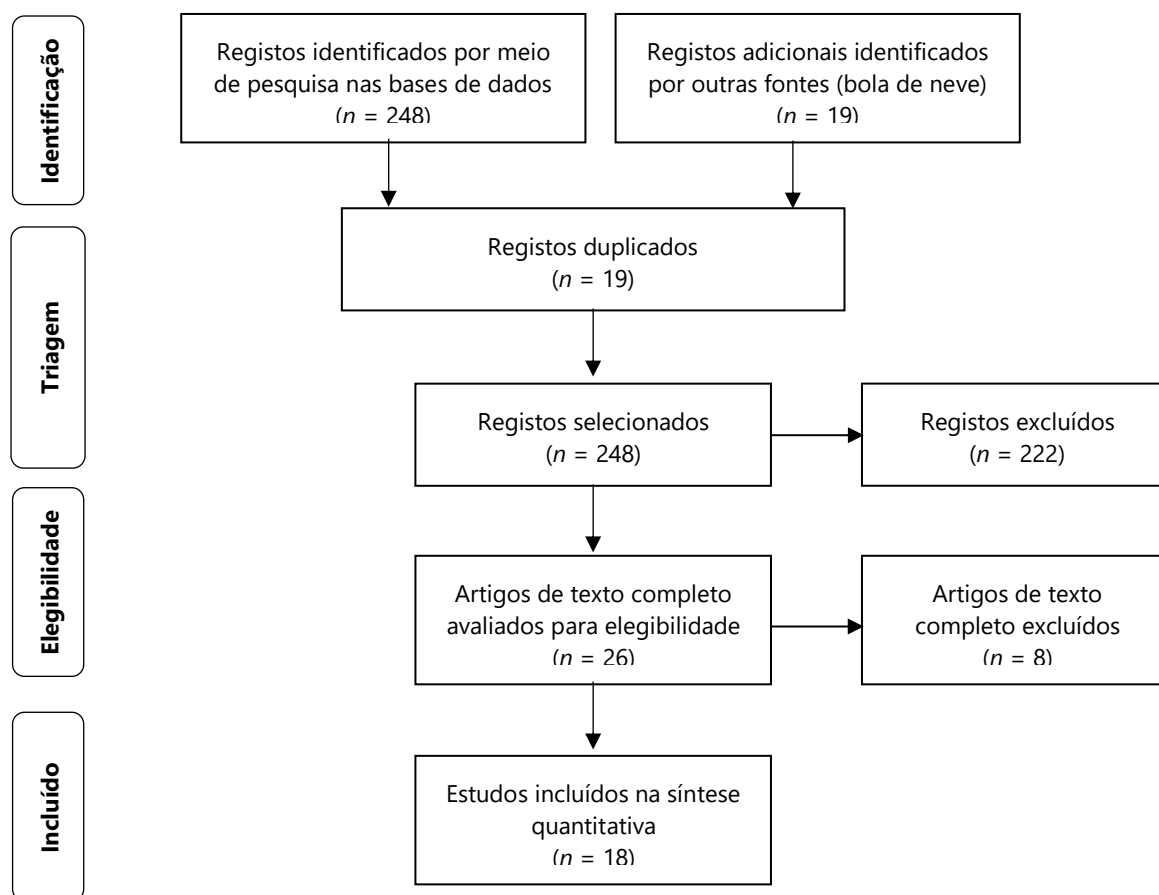 Identificação
Registos identificados por meio
de pesquisa nas bases de dados
(n = 248)
Registos adicionais identificados
por outras fontes (bola de neve)
(n = 19)
Triagem
Registos duplicados
(n = 19)
Registos selecionados
(n = 248)
Registos excluídos
(n = 222)
Elegibilidade
Artigos de texto completo
avaliados para elegibilidade
(n = 26)
Artigos de texto
completo excluídos
(n = 8)
Incluído
Estudos incluídos na síntese
quantitativa
(n = 18)